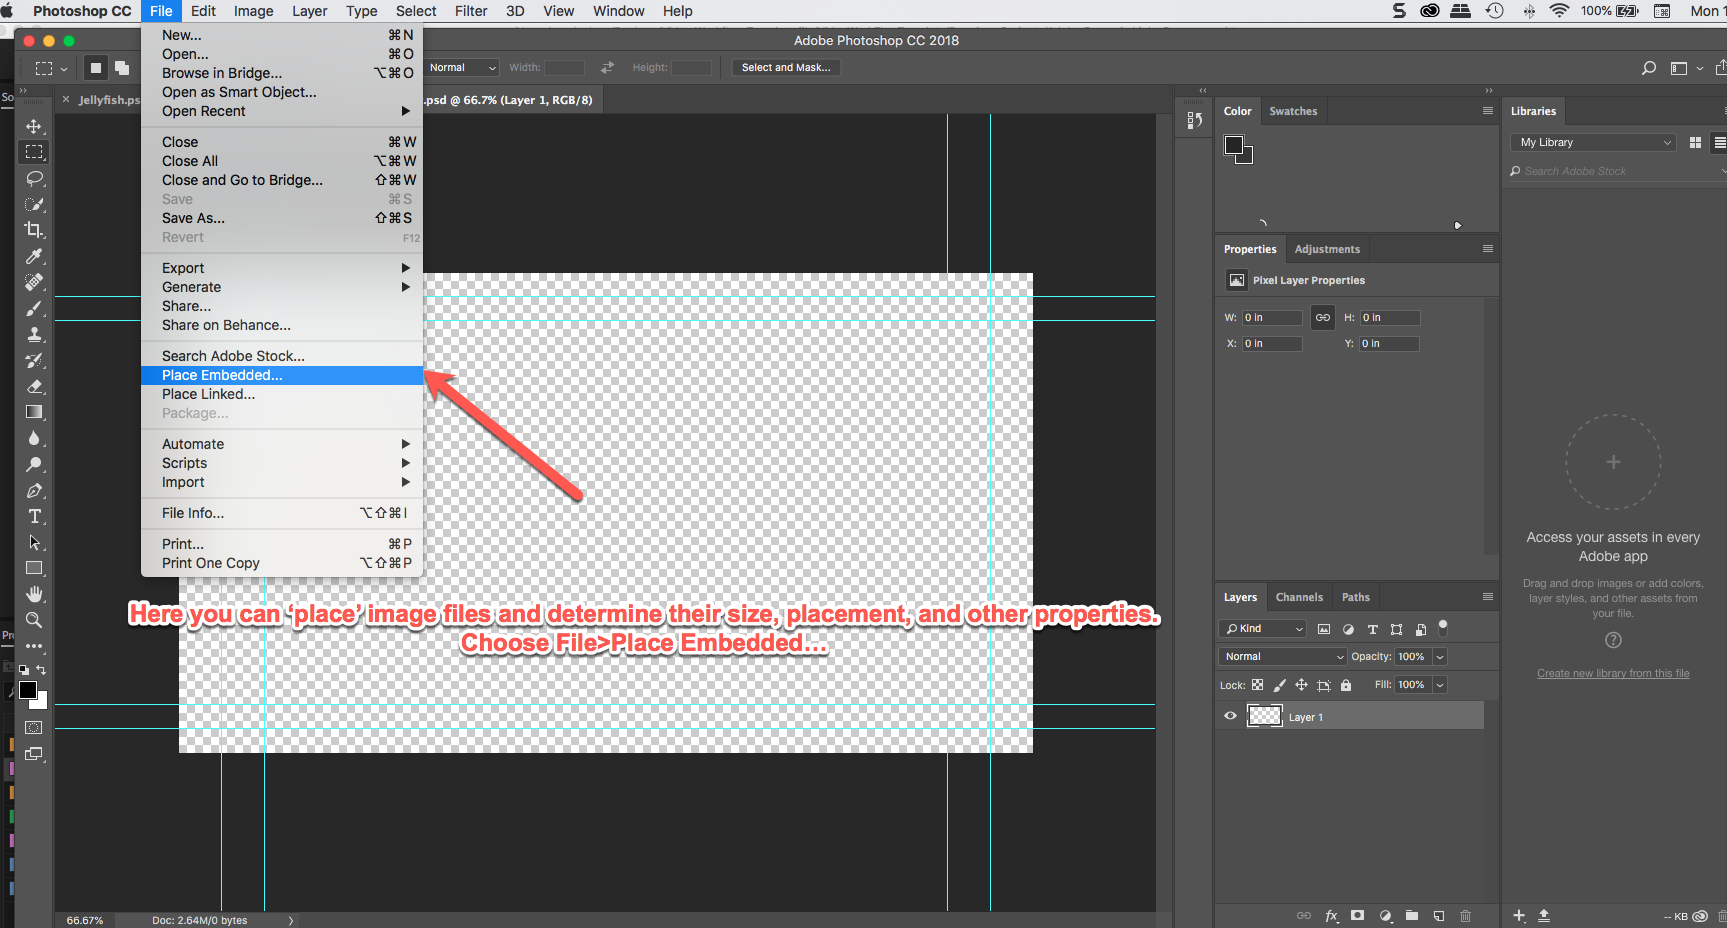 Photoshop CC File Edit Image Layer Type Select Filter 3D View Window Help
100%
Mon 1
Adobe Photoshop CC 2018
Normal
Width:
Height:
Select and Mask...
× Jellyfish.ps
.psd @ 66.7% (Layer 1, RGB/8)
New... ⌘N
Open... ⌘O
Browse in Bridge... ⌥⌘O
Open as Smart Object...
Open Recent
Close ⌘W
Close All ⌥⌘W
Close and Go to Bridge... ⇧⌘W
Save ⌘S
Save As... ⇧⌘S
Revert F12
Export
Generate
Share...
Share on Behance...
Search Adobe Stock...
Place Embedded...
Place Linked...
Package...
Automate
Scripts
Import
File Info... ⌥⇧⌘I
Print... ⌘P
Print One Copy ⌥⇧⌘P
Here you can ‘place’ image files and determine their size, placement, and other properties.
Choose File>Place Embedded…
66.67%
Doc: 2.64M/0 bytes
Color Swatches
Properties Adjustments
Pixel Layer Properties
W: 0 in H: 0 in
X: 0 in Y: 0 in
Layers Channels Paths
Kind
Normal Opacity: 100%
Lock: Fill: 100%
Layer 1
fx
Libraries
My Library
Search Adobe Stock
Access your assets in every
Adobe app
Drag and drop images or add colors,
layer styles, and other assets from
your file.
Create new library from this file
-- KB